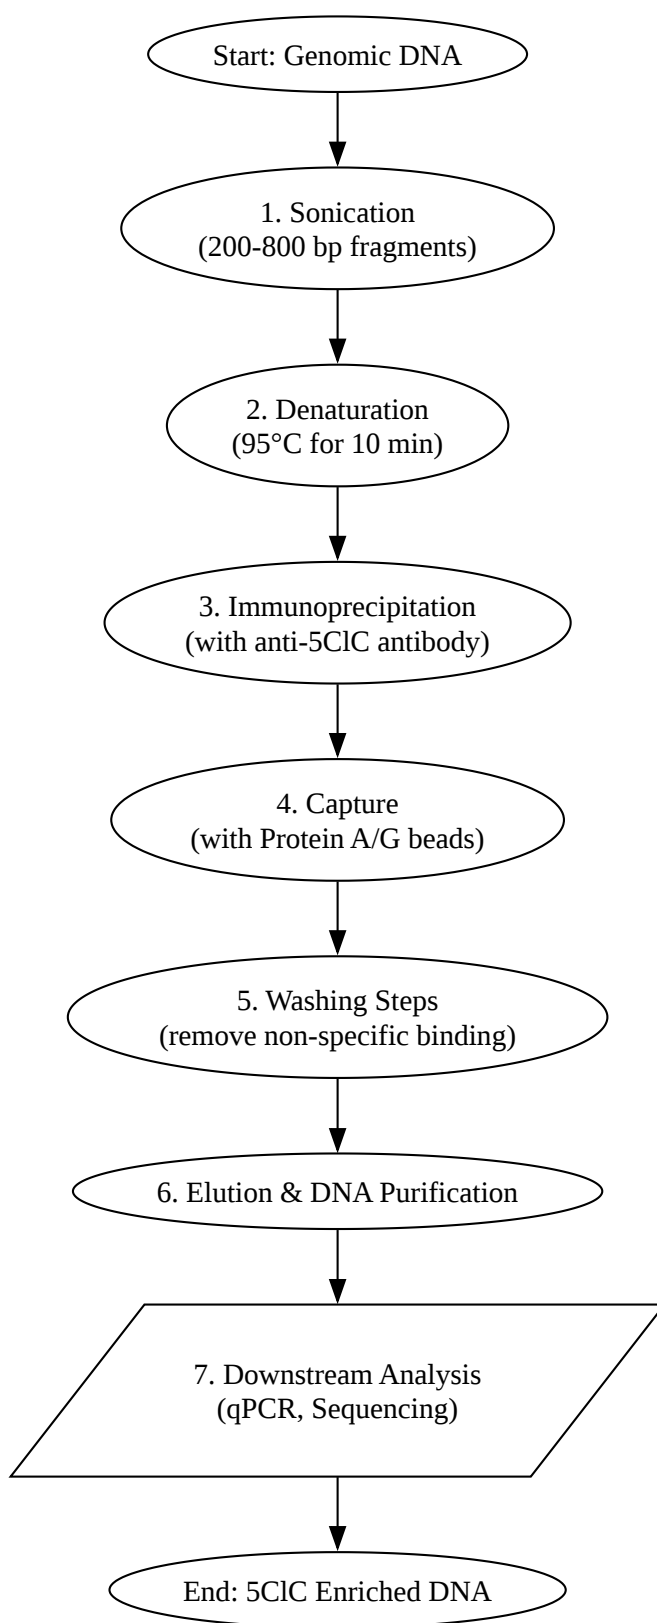 Start: Genomic DNA
1. Sonication
(200-800 bp fragments)
2. Denaturation
(95°C for 10 min)
3. Immunoprecipitation
(with anti-5ClC antibody)
4. Capture
(with Protein A/G beads)
5. Washing Steps
(remove non-specific binding)
6. Elution & DNA Purification
7. Downstream Analysis
(qPCR, Sequencing)
End: 5ClC Enriched DNA